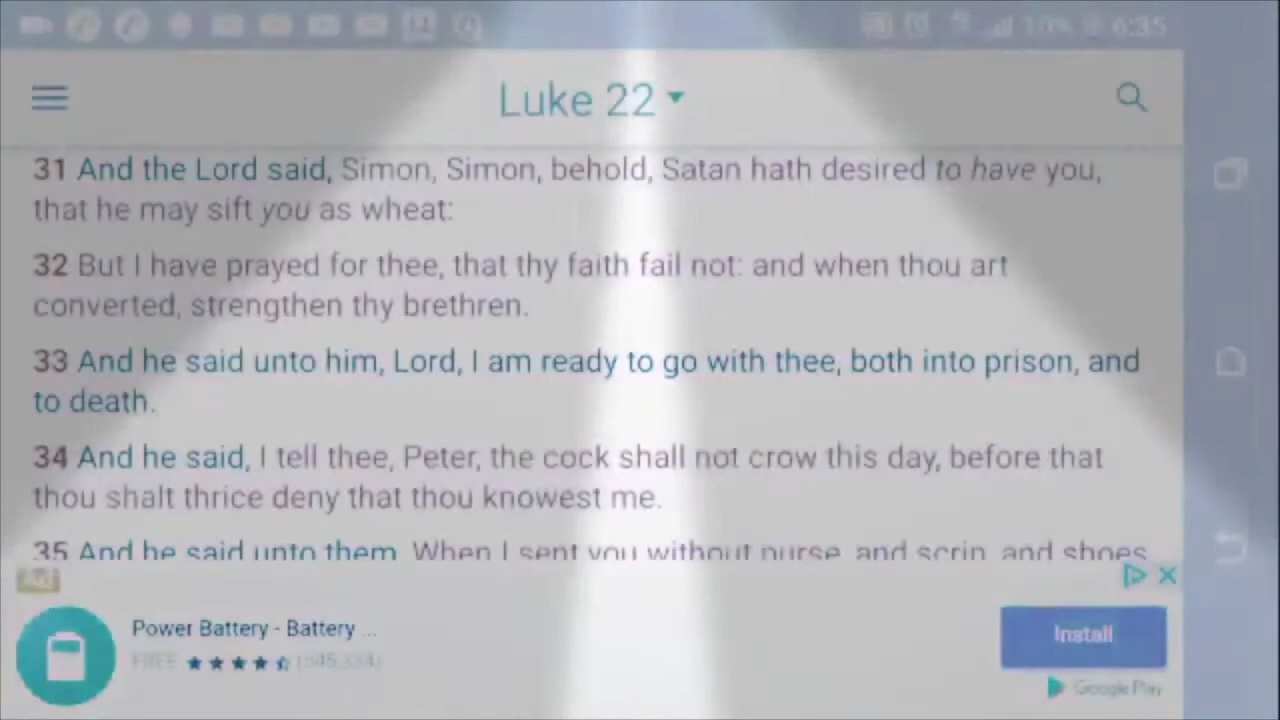 10% 6:35
Luke 22
31 And the Lord said, Simon, Simon, behold, Satan hath desired to have you,
that he may sift you as wheat:
32 But I have prayed for thee, that thy faith fail not: and when thou art
converted, strengthen thy brethren.
33 And he said unto him, Lord, I am ready to go with thee, both into prison, and
to death.
34 And he said, I tell thee, Peter, the cock shall not crow this day, before that
thou shalt thrice deny that thou knowest me.
35 And he said unto them, When I sent you without purse, and scrip, and shoes,
Ad
Power Battery - Battery ...
FREE
Install
Google Play